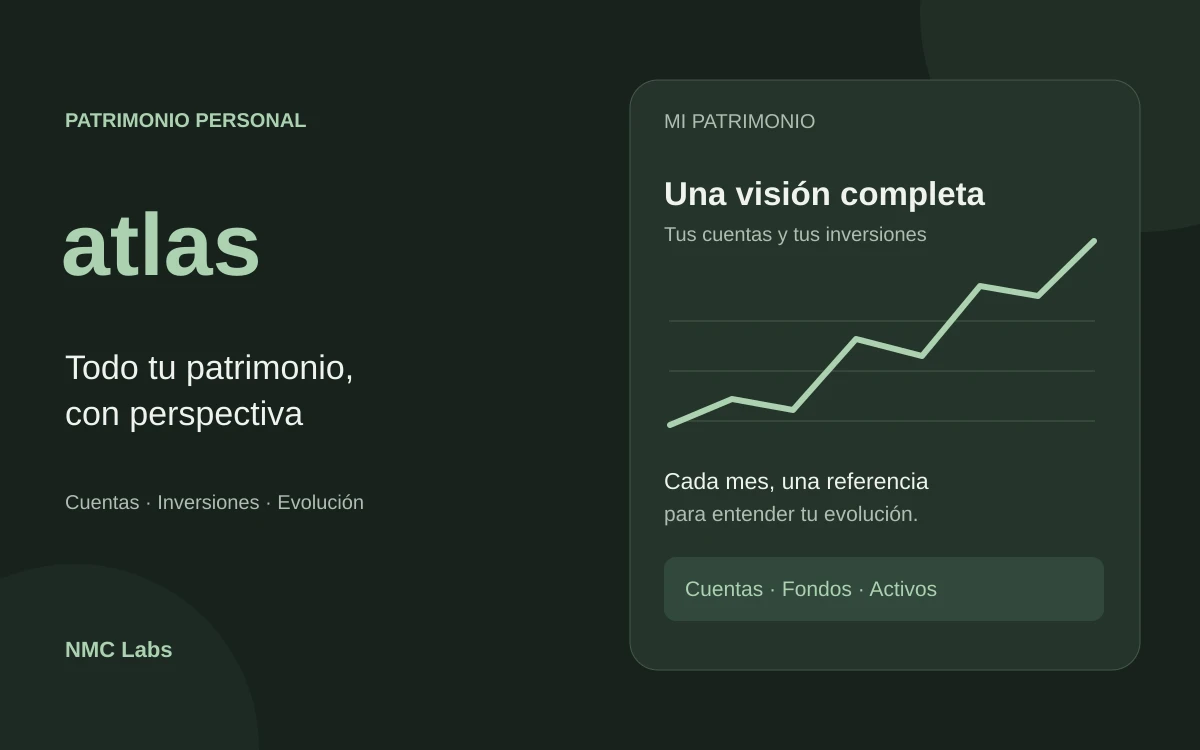 PATRIMONIO PERSONAL
atlas
Todo tu patrimonio,
con perspectiva
Cuentas · Inversiones · Evolución
NMC Labs
MI PATRIMONIO
Una visión completa
Tus cuentas y tus inversiones
Cada mes, una referencia
para entender tu evolución.
Cuentas · Fondos · Activos